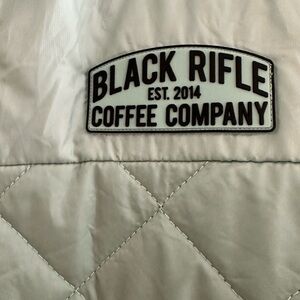 BLACK RIFLE
EST. 2014
COFFEE COMPANY